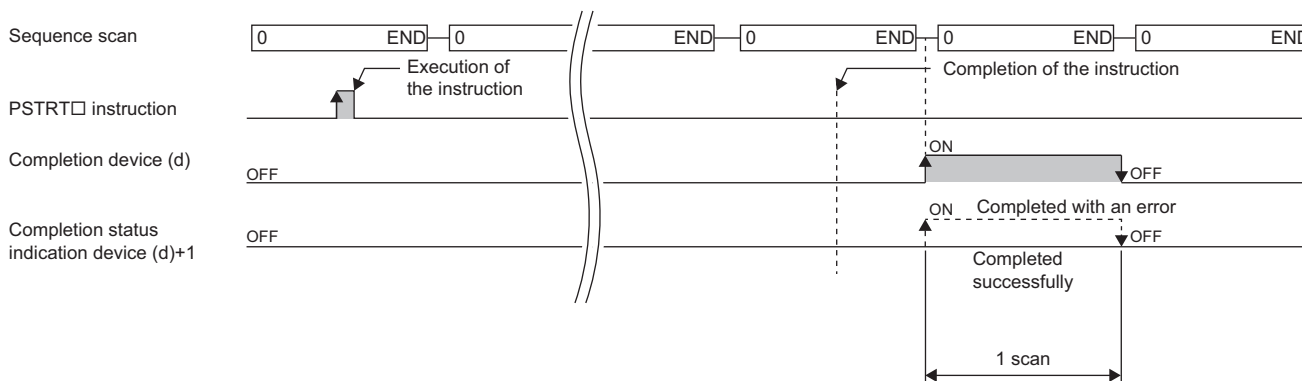 Sequence scan
0 END 0 END 0 END 0 END 0 END
Execution of
the instruction
Completion of the instruction
PSTRT□ instruction
Completion device (d)
OFF
ON
OFF
Completion status
indication device (d)+1
OFF
ON
Completed with an error
OFF
Completed
successfully
1 scan